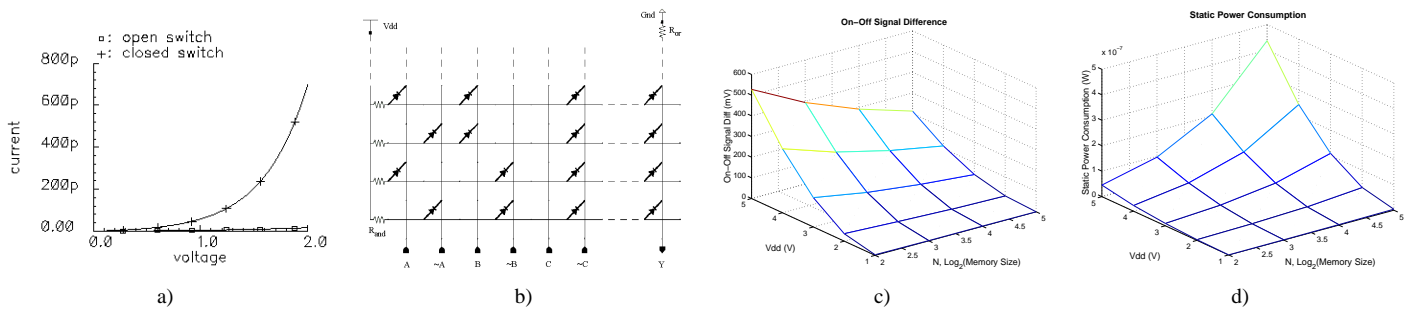 □: open switch
+: closed switch
800p
600p
400p
200p
0.00
0.0
1.0
2.0
current
voltage
a)
Vdd
Gnd
R_or
R_and
A
~A
B
~B
C
~C
Y
b)
On−Off Signal Difference
On−Off Signal Diff (mV)
600
500
400
300
200
100
0
5
4
3
2
1
Vdd (V)
2
2.5
3
3.5
4
4.5
5
N, Log2(Memory Size)
c)
Static Power Consumption
x 10−7
Static Power Consumption (W)
5
4
3
2
1
0
5
4
3
2
1
Vdd (V)
2
2.5
3
3.5
4
4.5
5
N, Log2(Memory Size)
d)